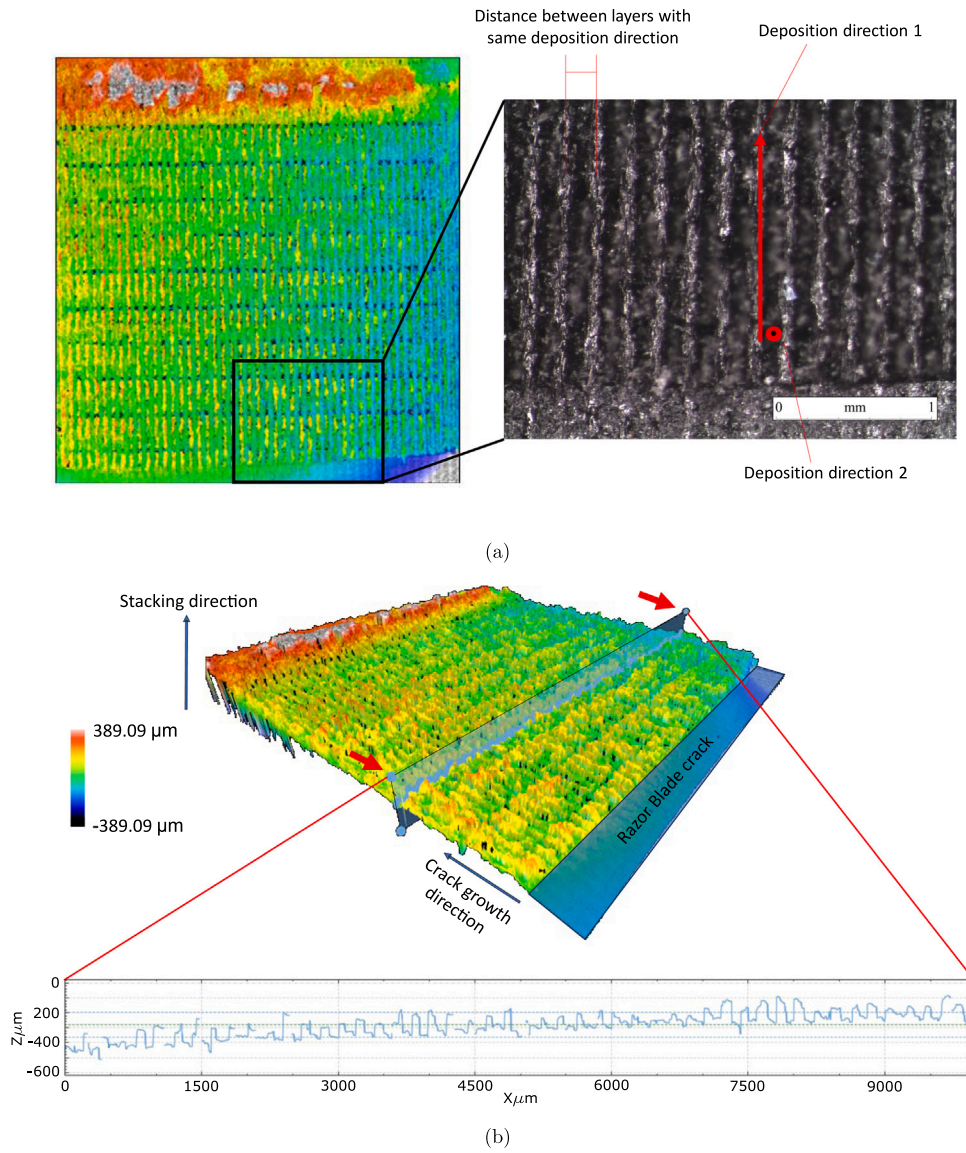 Distance between layers with
same deposition direction
Deposition direction 1
0 mm 1
Deposition direction 2
(a)
Stacking direction
389.09 µm
-389.09 µm
Razor Blade crack .
Crack growth
direction
Zµm
0
200
-400
-600
0 1500 3000 4500 6000 7500 9000
Xµm
(b)